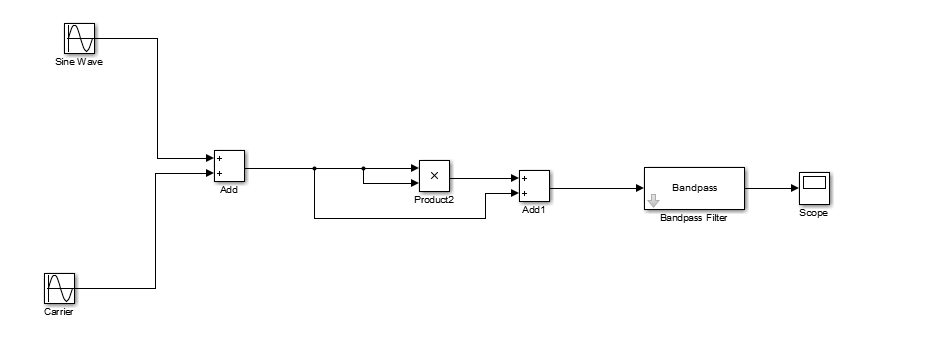 Sine Wave
+
+
Add
×
Product2
+
+
Add1
Bandpass
Bandpass Filter
Scope
Carrier